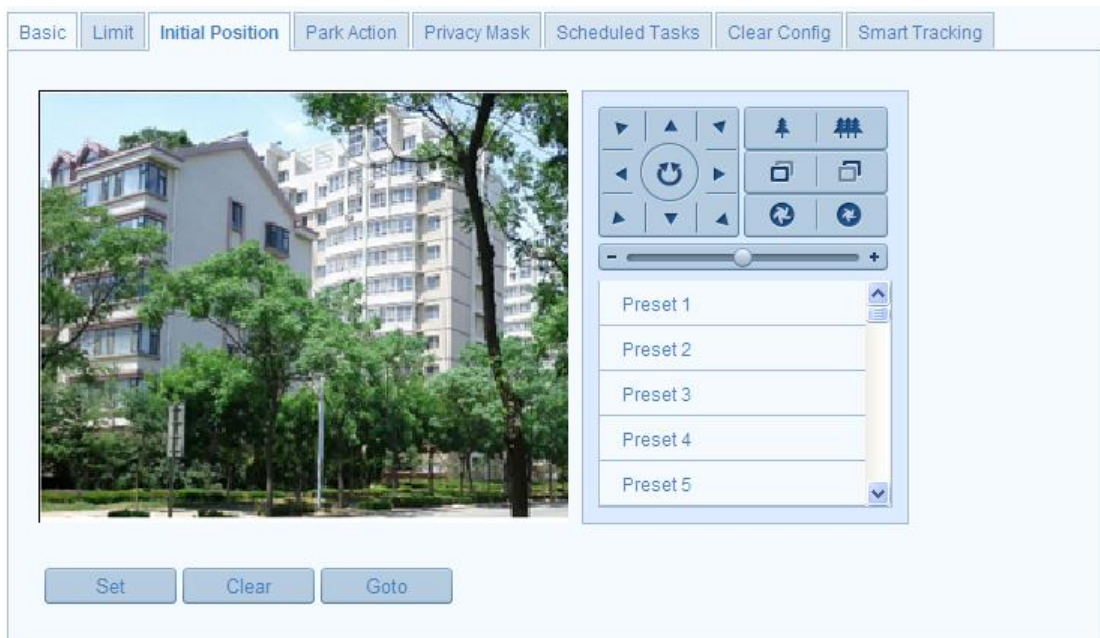 Basic Limit Initial Position Park Action Privacy Mask Scheduled Tasks Clear Config Smart Tracking
- +
Preset 1
Preset 2
Preset 3
Preset 4
Preset 5
Set Clear Goto